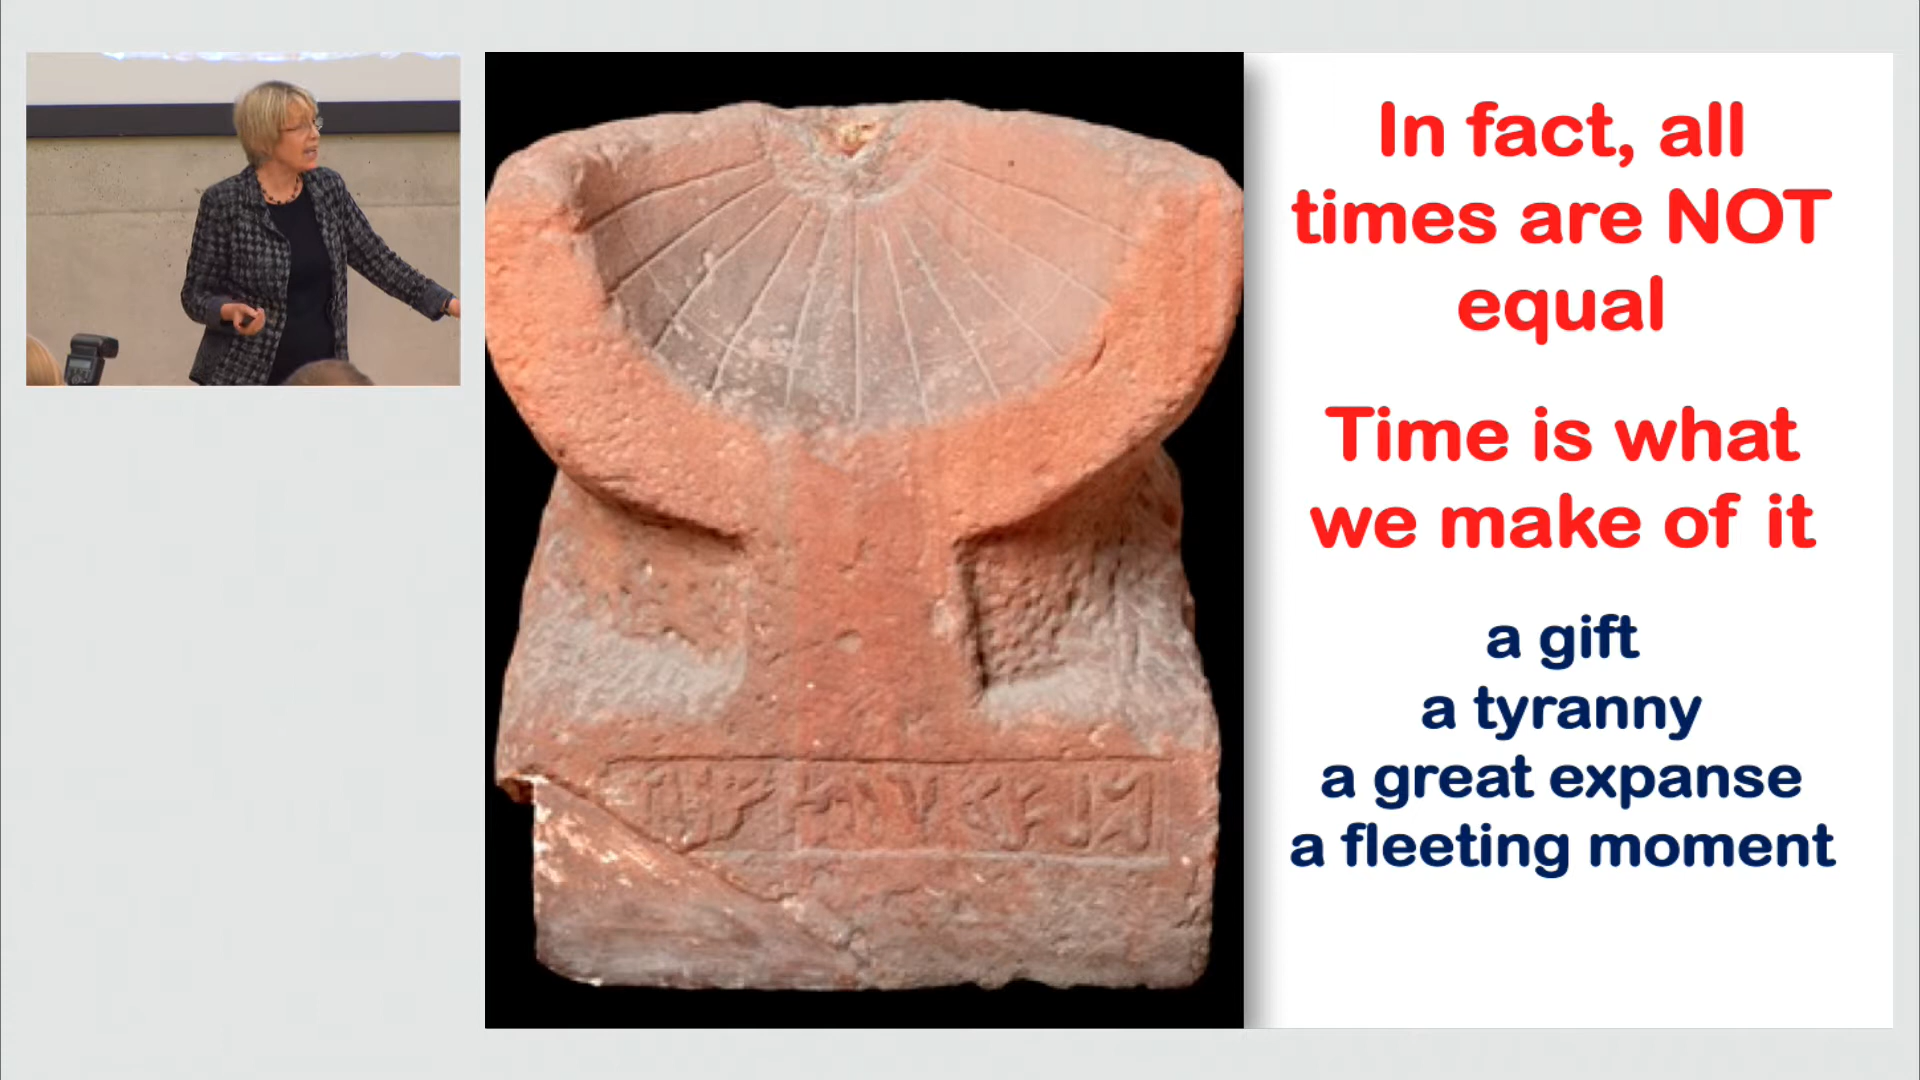 In fact, all
times are NOT
equal
Time is what
we make of it
a gift
a tyranny
a great expanse
a fleeting moment